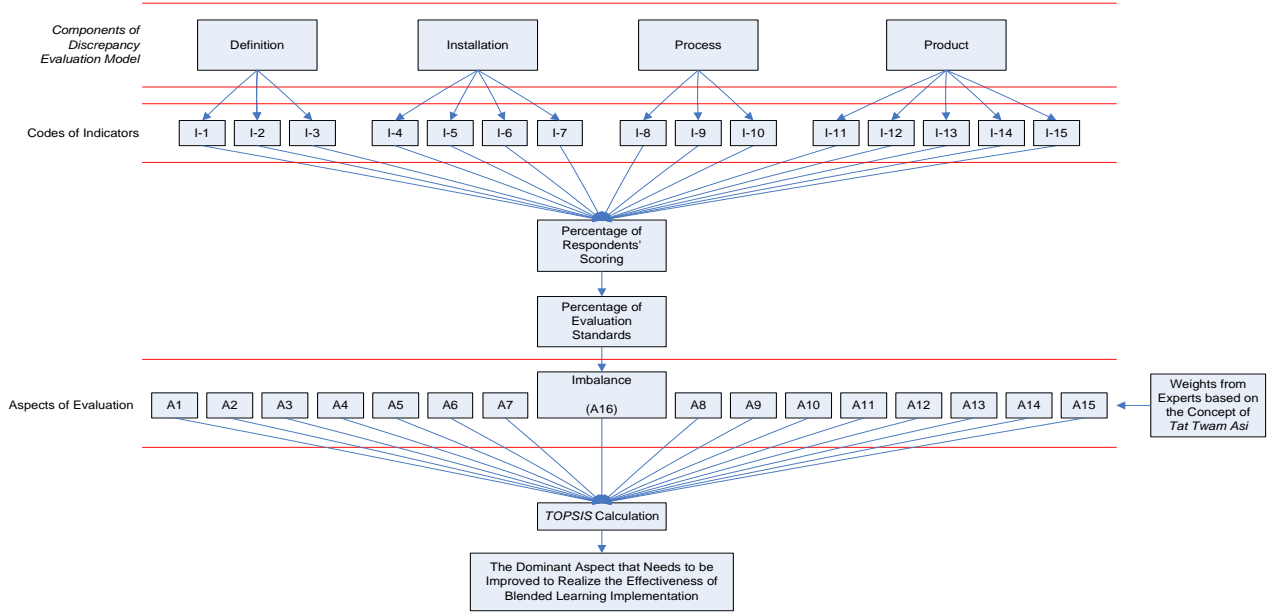 Components of
Discrepancy
Evaluation Model
Definition
Installation
Process
Product
Codes of Indicators
I-1
I-2
I-3
I-4
I-5
I-6
I-7
I-8
I-9
I-10
I-11
I-12
I-13
I-14
I-15
Percentage of
Respondents'
Scoring
Percentage of
Evaluation
Standards
Aspects of Evaluation
A1
A2
A3
A4
A5
A6
A7
Imbalance
(A16)
A8
A9
A10
A11
A12
A13
A14
A15
Weights from
Experts based on
the Concept of
Tat Twam Asi
TOPSIS Calculation
The Dominant Aspect that Needs to be
Improved to Realize the Effectiveness of
Blended Learning Implementation